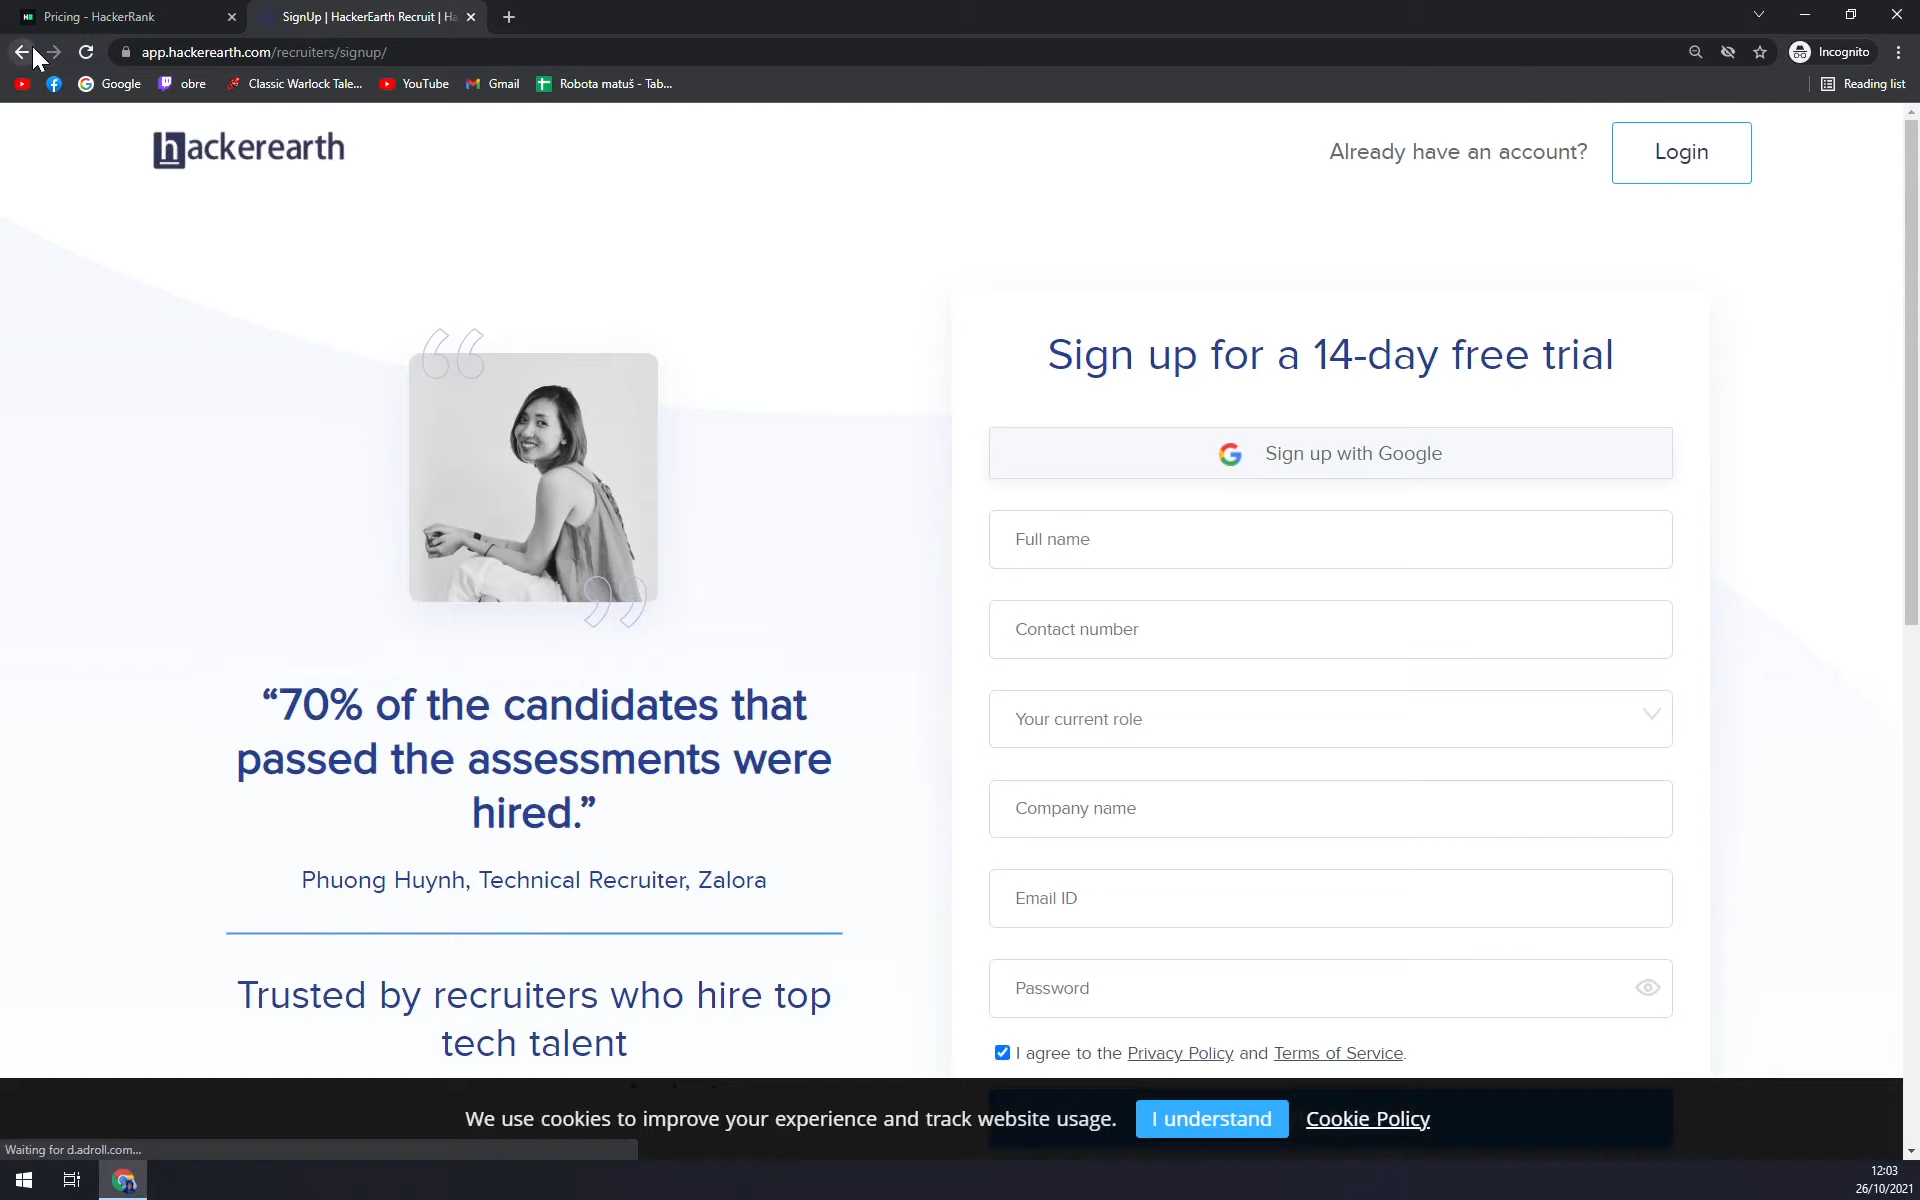 Pricing - HackerRank
SignUp | HackerEarth Recruit | Ha
app.hackerearth.com/recruiters/signup/
Incognito
Google
obre
Classic Warlock Tale...
YouTube
Gmail
Robota matuš - Tab...
Reading list
hackerearth
Already have an account?
Login
“70% of the candidates that
passed the assessments were
hired.”
Phuong Huynh, Technical Recruiter, Zalora
Trusted by recruiters who hire top
tech talent
Sign up for a 14-day free trial
Sign up with Google
Full name
Contact number
Your current role
Company name
Email ID
Password
I agree to the Privacy Policy and Terms of Service.
We use cookies to improve your experience and track website usage.
I understand
Cookie Policy
Waiting for d.adroll.com...
12:03
26/10/2021